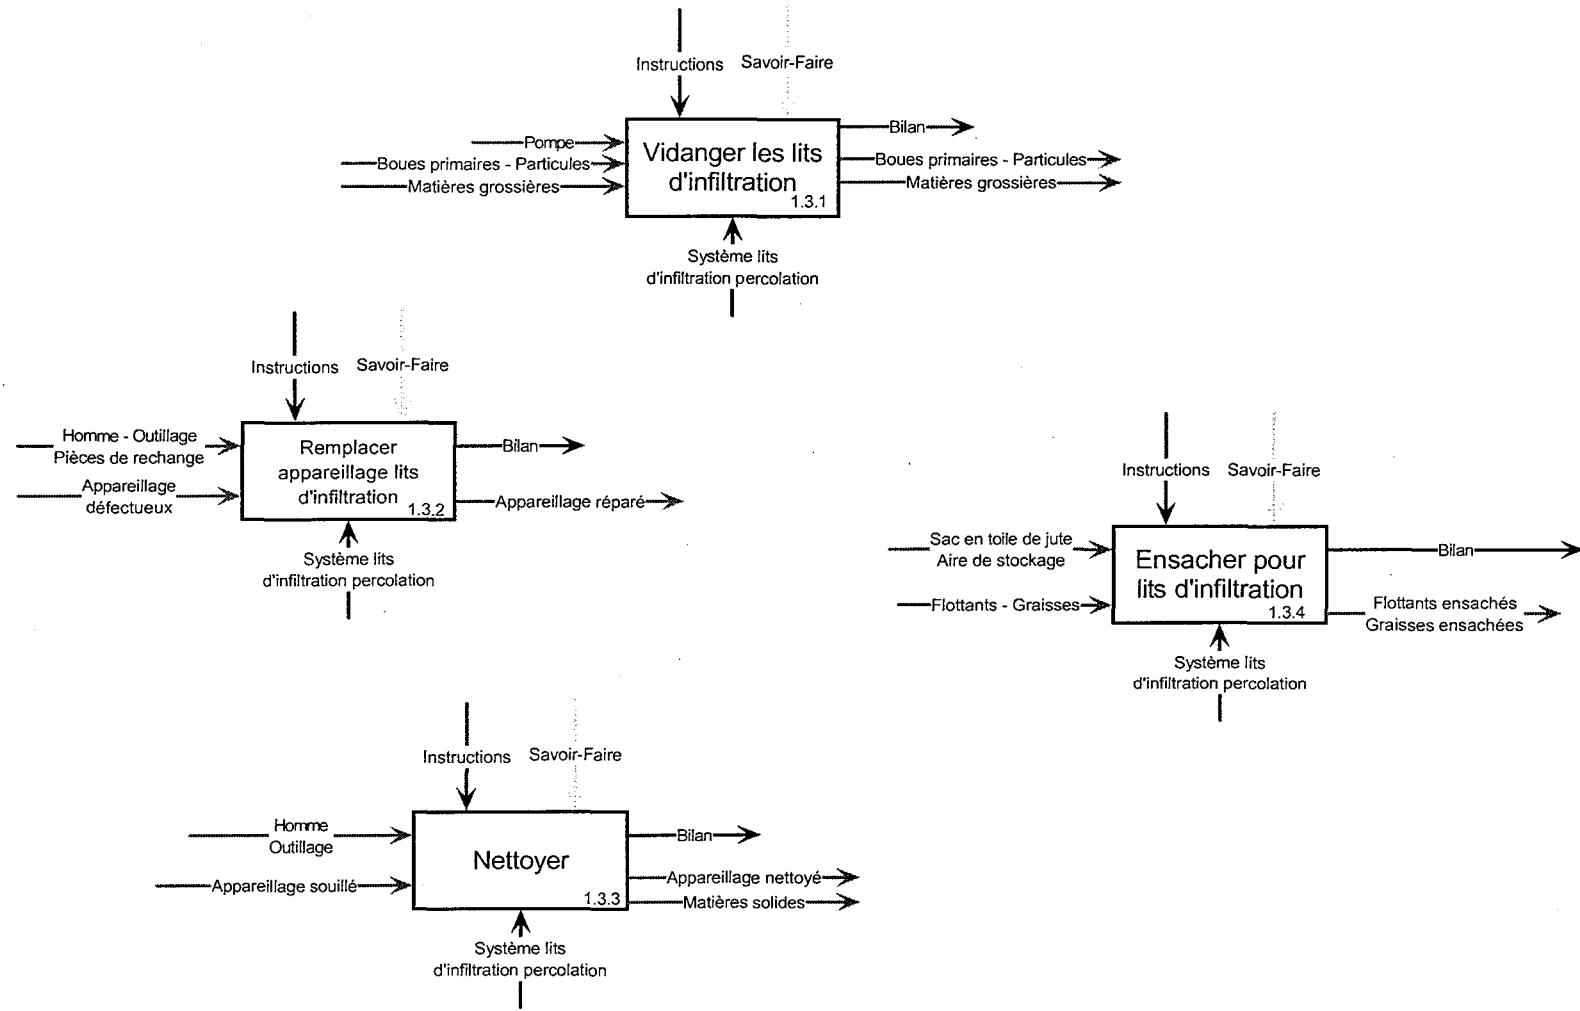 Instructions
Savoir-Faire
Pompe
Boues primaires - Particules
Matières grossières
Vidanger les lits
d'infiltration
1.3.1
Bilan
Boues primaires - Particules
Matières grossières
Système lits
d'infiltration percolation
Instructions
Savoir-Faire
Homme - Outillage
Pièces de rechange
Appareillage
défectueux
Remplacer
appareillage lits
d'infiltration
1.3.2
Bilan
Appareillage réparé
Système lits
d'infiltration percolation
Instructions
Savoir-Faire
Sac en toile de jute
Aire de stockage
Flottants - Graisses
Ensacher pour
lits d'infiltration
1.3.4
Bilan
Flottants ensachés
Graisses ensachées
Système lits
d'infiltration percolation
Instructions
Savoir-Faire
Homme
Outillage
Appareillage souillé
Nettoyer
1.3.3
Bilan
Appareillage nettoyé
Matières solides
Système lits
d'infiltration percolation